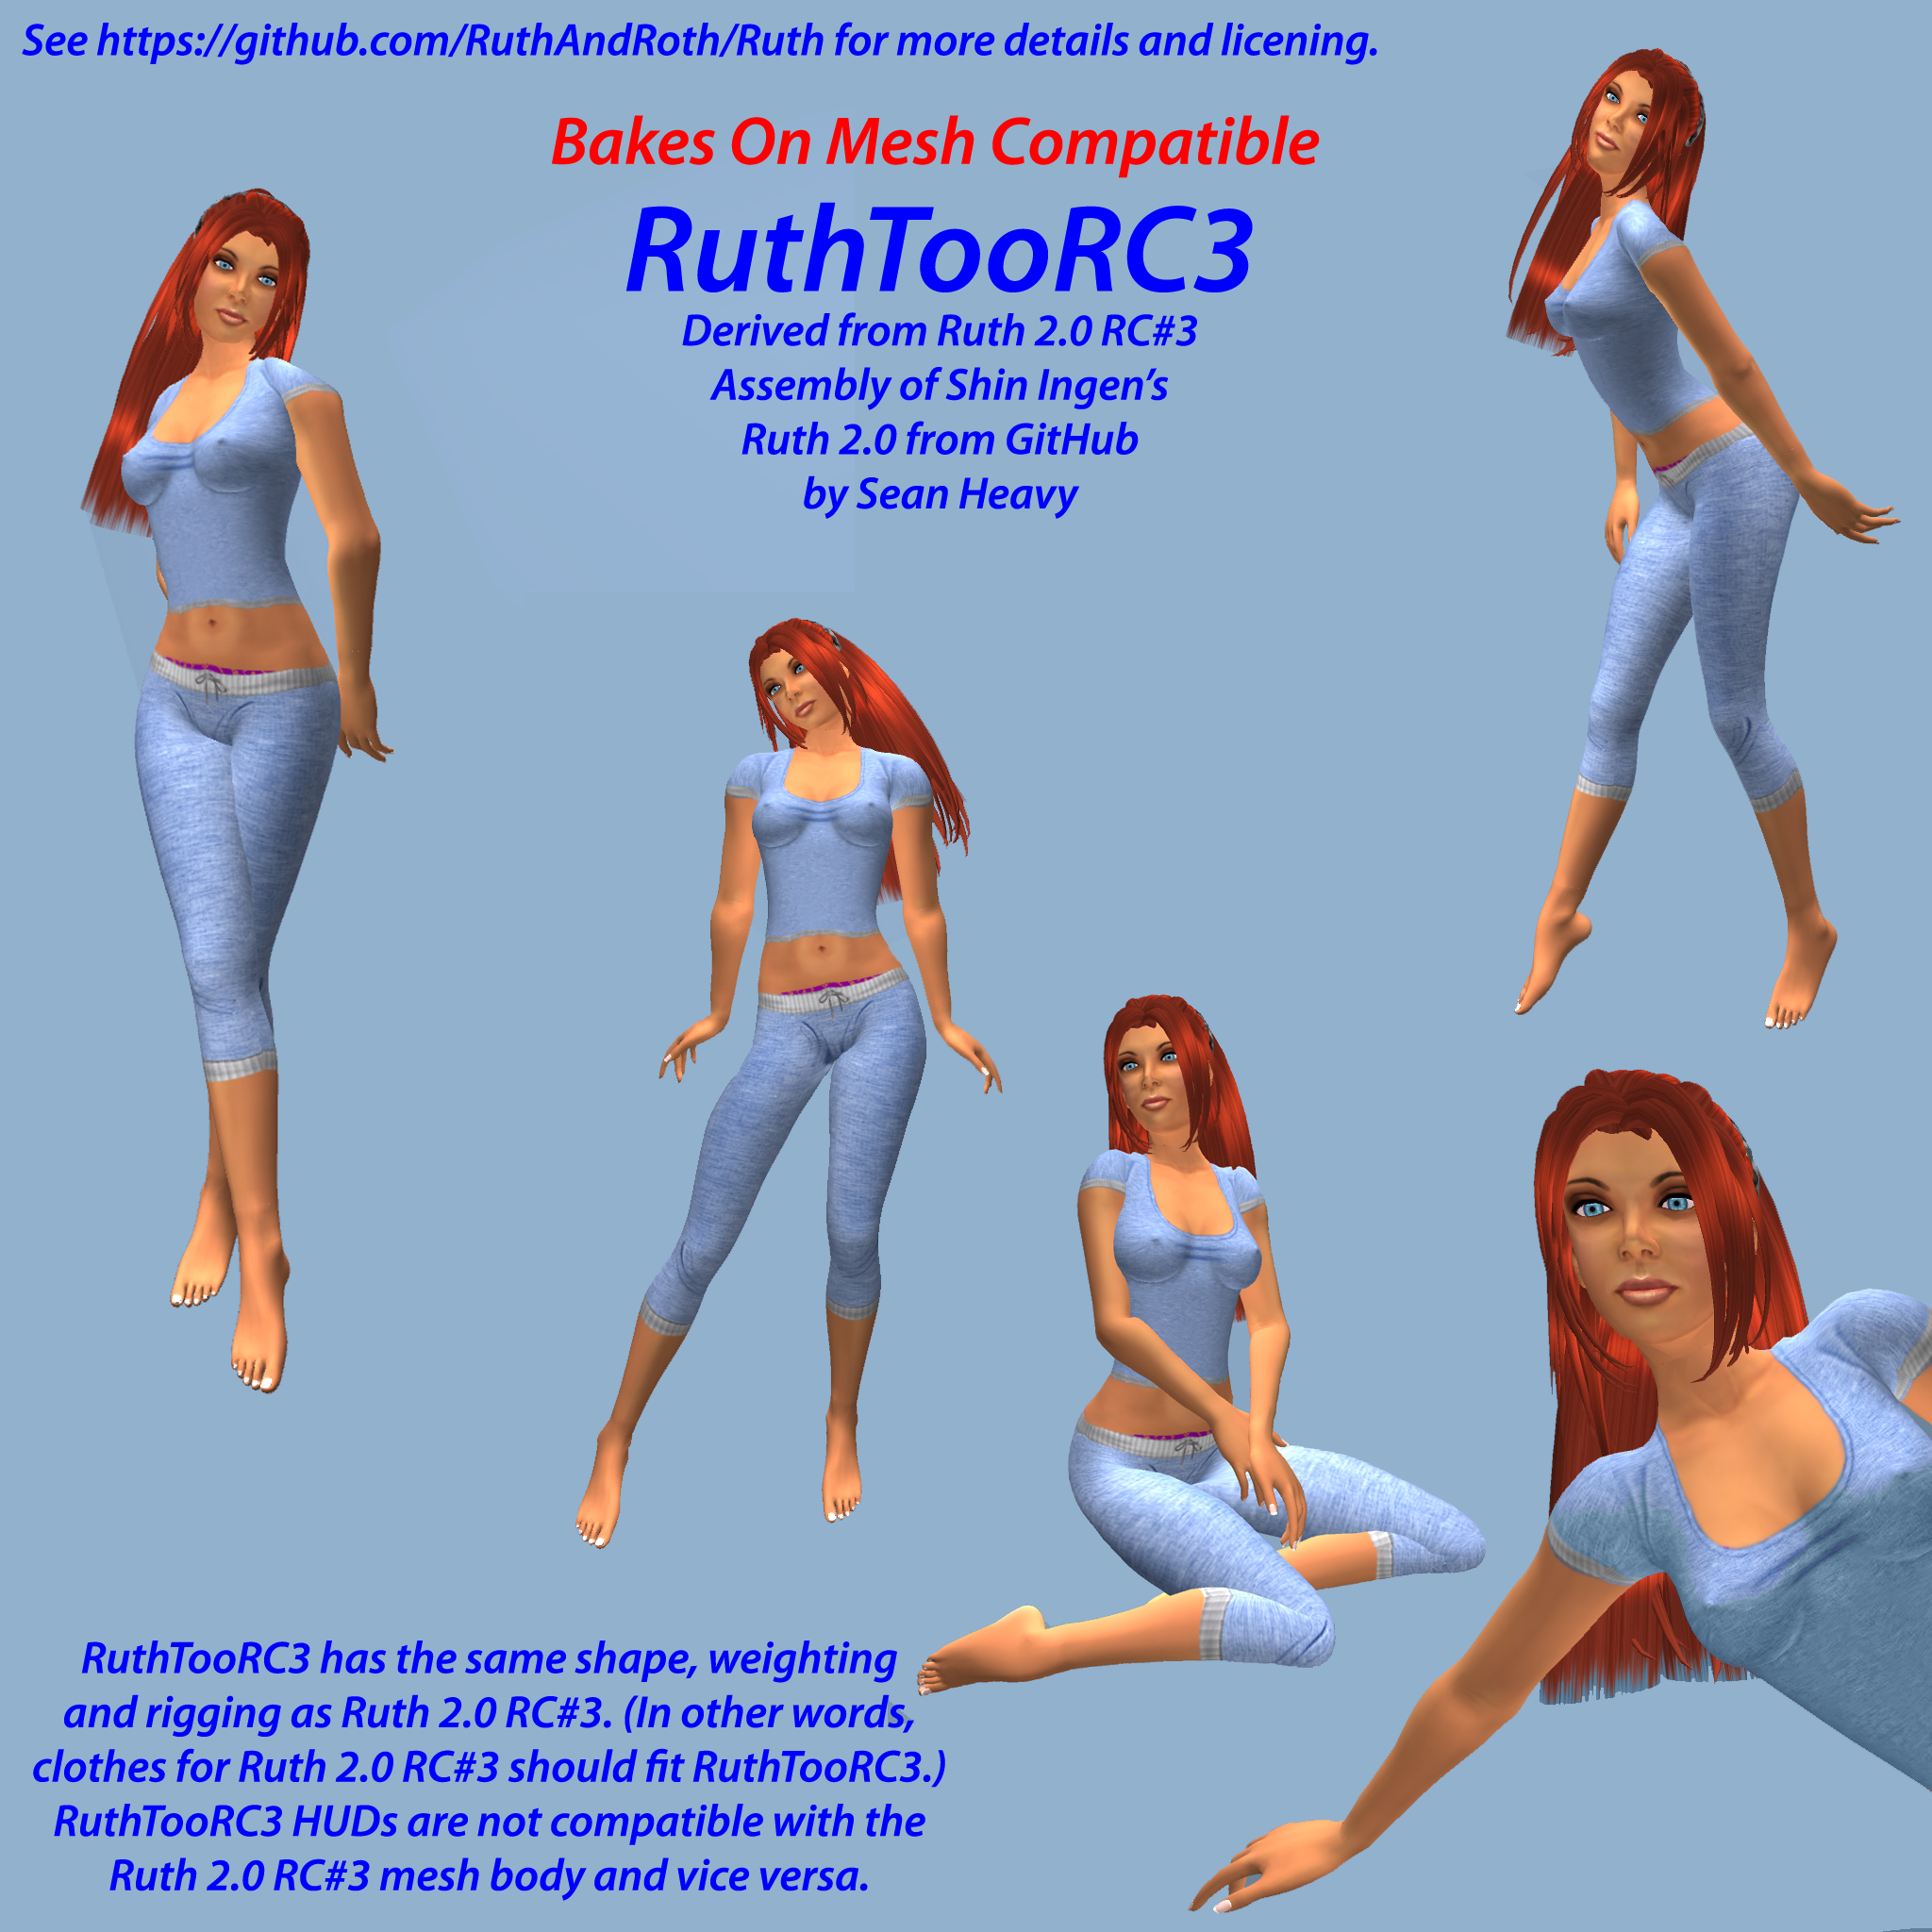 See https://github.com/RuthAndRoth/Ruth for more details and licening.
Bakes On Mesh Compatible
RuthTooRC3
Derived from Ruth 2.0 RC#3
Assembly of Shin Ingen’s
Ruth 2.0 from GitHub
by Sean Heavy
RuthTooRC3 has the same shape, weighting
and rigging as Ruth 2.0 RC#3. (In other words,
clothes for Ruth 2.0 RC#3 should fit RuthTooRC3.)
RuthTooRC3 HUDs are not compatible with the
Ruth 2.0 RC#3 mesh body and vice versa.